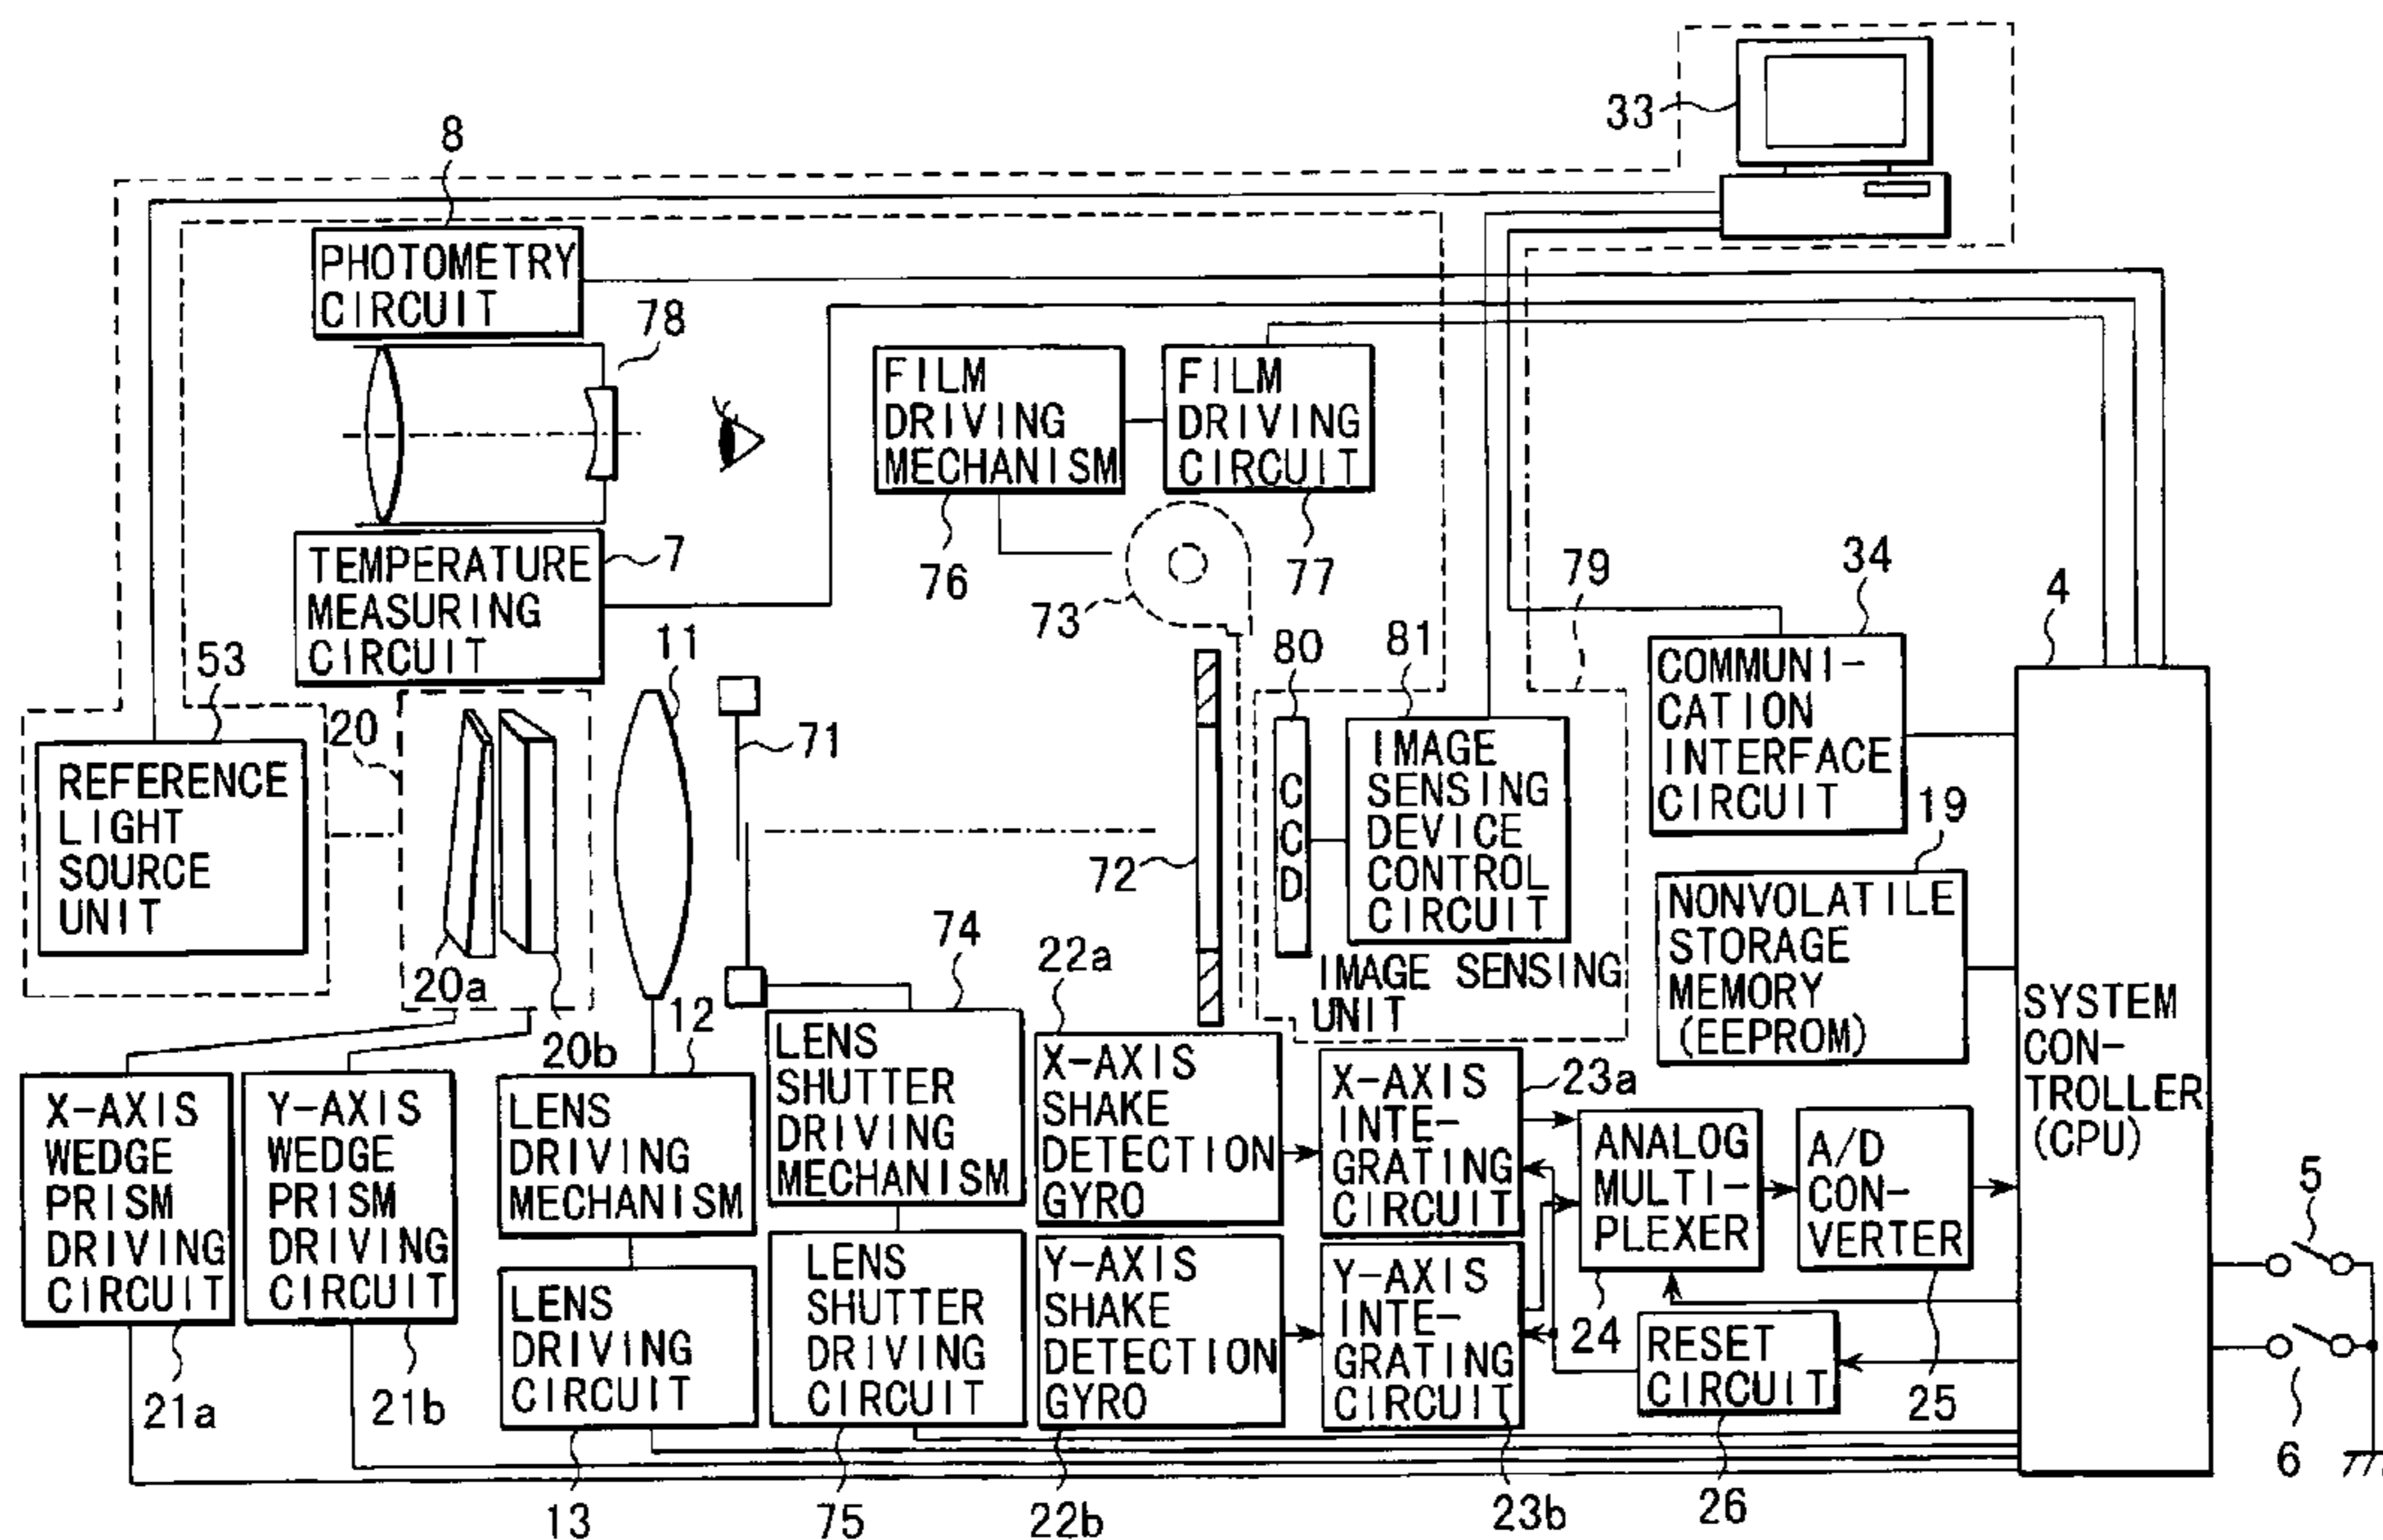 33
8
PHOTOMETRY
CIRCUIT
78
FILM
DRIVING
MECHANISM
76
FILM
DRIVING
CIRCUIT
77
TEMPERATURE
MEASURING
CIRCUIT
7
73
79
34
COMMUNI-
CATION
INTERFACE
CIRCUIT
4
SYSTEM
CON-
TROLLER
(CPU)
53
REFERENCE
LIGHT
SOURCE
UNIT
20
20a
20b
11
71
72
80
CCD
81
IMAGE
SENSING
DEVICE
CONTROL
CIRCUIT
IMAGE SENSING
UNIT
19
NONVOLATILE
STORAGE
MEMORY
(EEPROM)
X-AXIS
WEDGE
PRISM
DRIVING
CIRCUIT
21a
Y-AXIS
WEDGE
PRISM
DRIVING
CIRCUIT
21b
12
LENS
DRIVING
MECHANISM
LENS
DRIVING
CIRCUIT
13
74
LENS
SHUTTER
DRIVING
MECHANISM
LENS
SHUTTER
DRIVING
CIRCUIT
75
22a
X-AXIS
SHAKE
DETECTION
GYRO
Y-AXIS
SHAKE
DETECTION
GYRO
22b
X-AXIS
INTE-
GRATING
CIRCUIT
23a
Y-AXIS
INTE-
GRATING
CIRCUIT
23b
ANALOG
MULTI-
PLEXER
24
A/D
CON-
VERTER
25
RESET
CIRCUIT
26
5
6